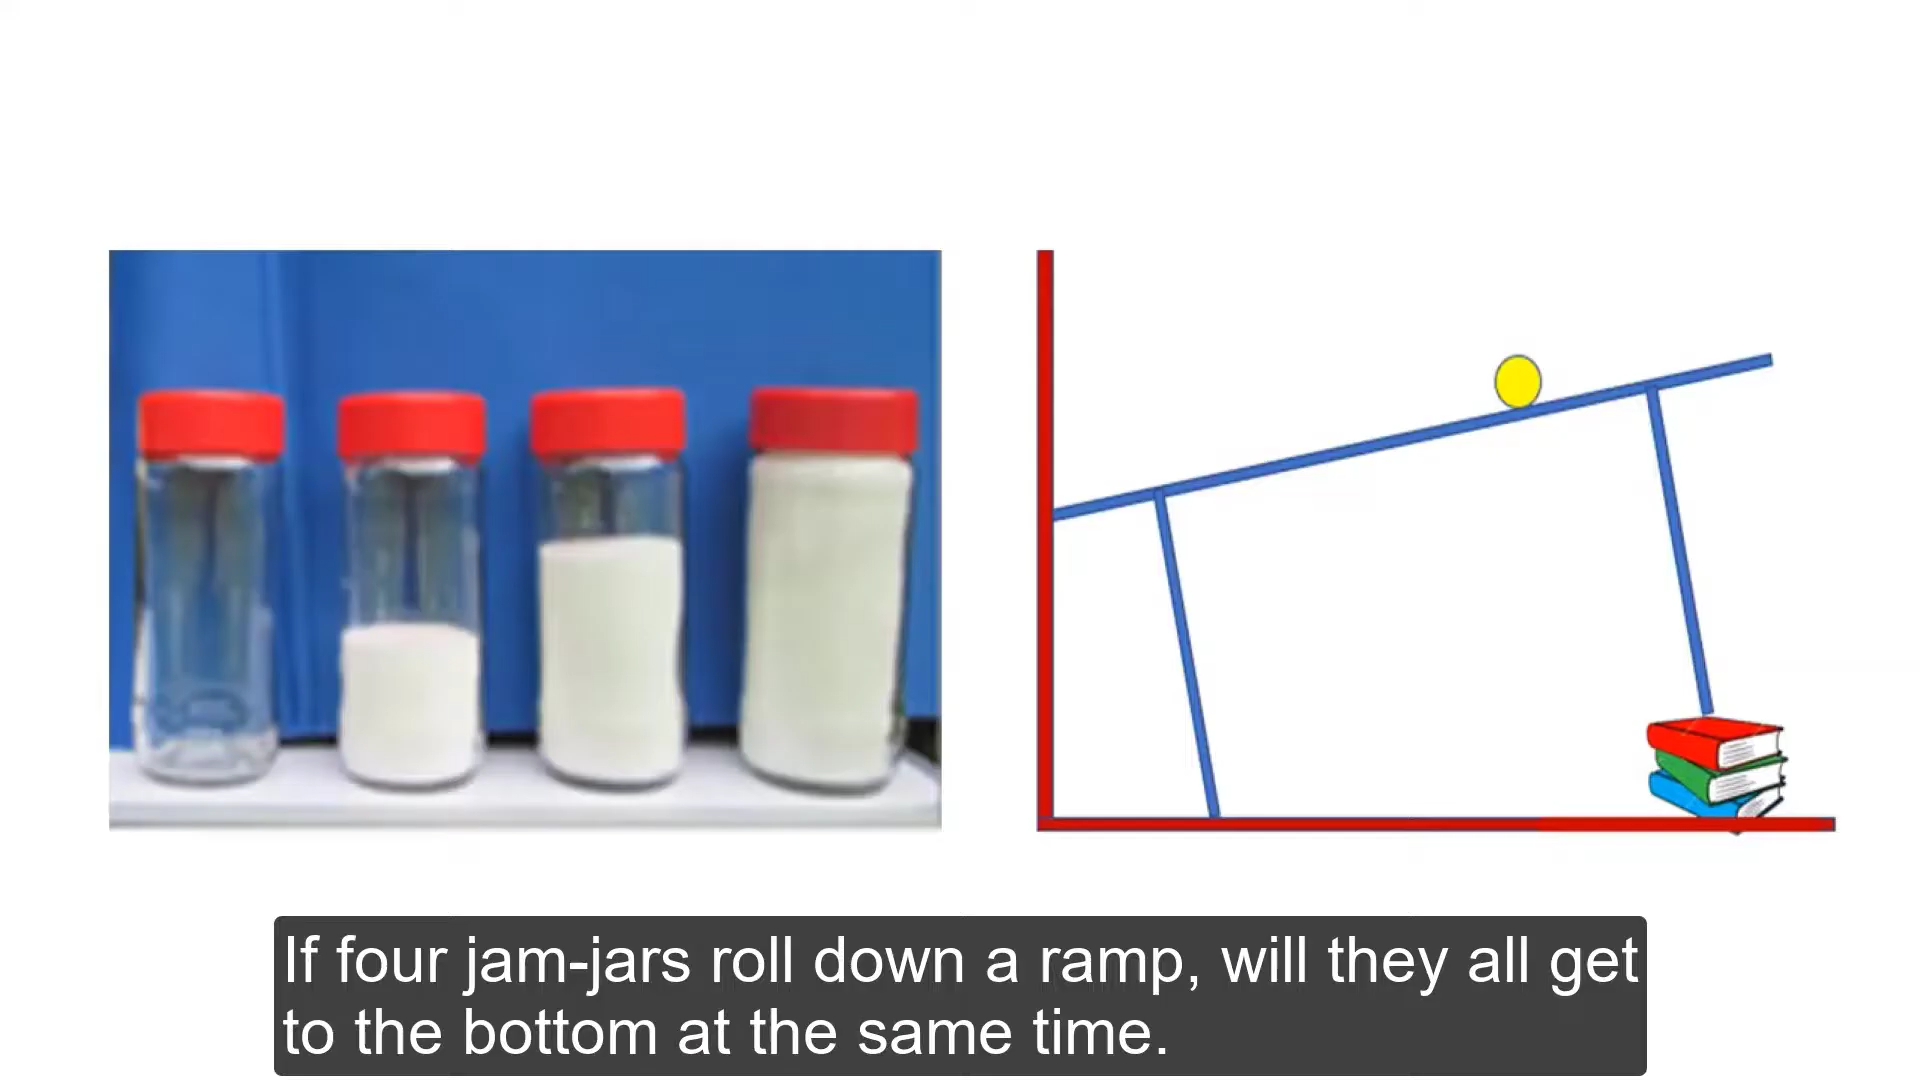 If four jam-jars roll down a ramp, will they all get
to the bottom at the same time.